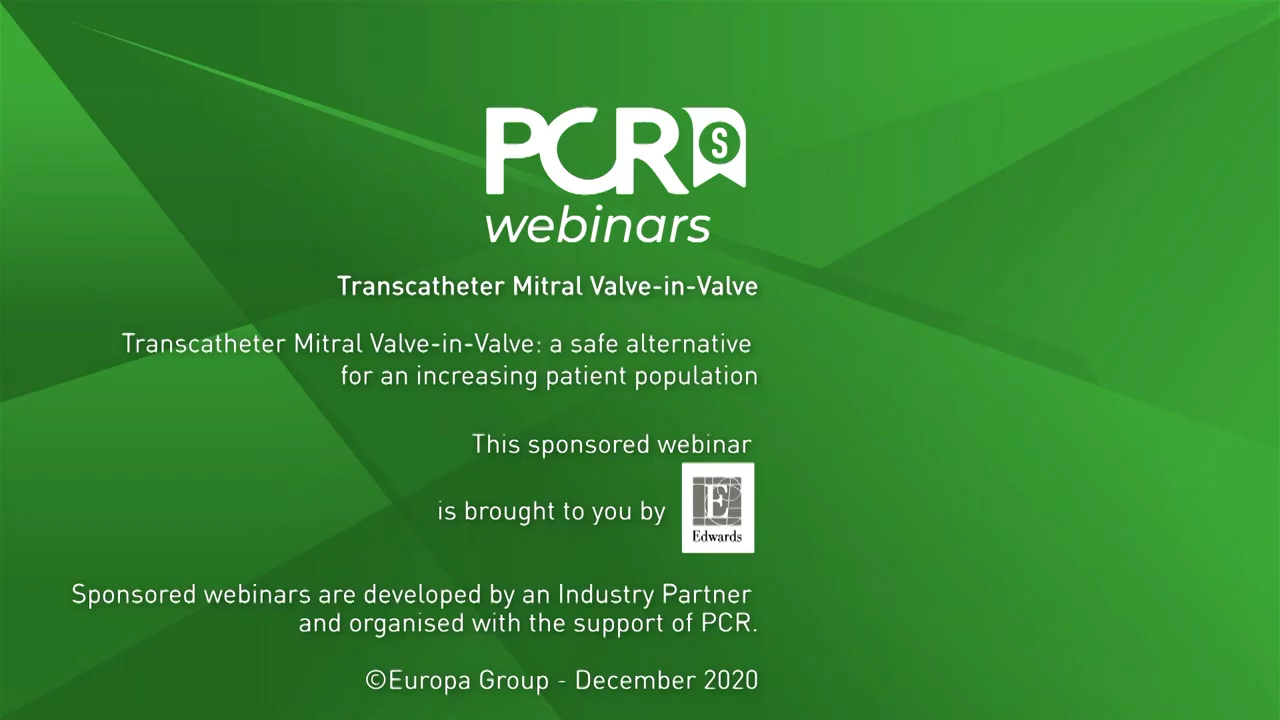 PCR S
webinars
Transcatheter Mitral Valve-in-Valve
Transcatheter Mitral Valve-in-Valve: a safe alternative
for an increasing patient population
This sponsored webinar
is brought to you by
E
Edwards
Sponsored webinars are developed by an Industry Partner
and organised with the support of PCR.
©Europa Group - December 2020